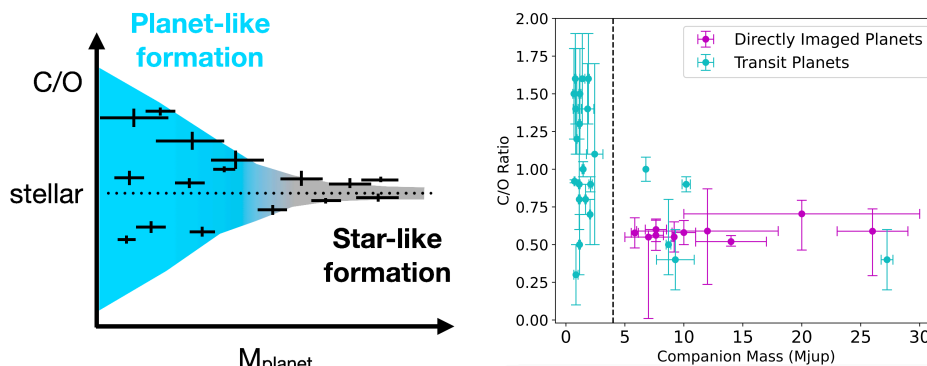 Planet-like
formation
C/O
stellar
Star-like
formation
Mplanet
C/O Ratio
2.00
1.75
1.50
1.25
1.00
0.75
0.50
0.25
0.00
Directly Imaged Planets
Transit Planets
0 5 10 15 20 25 30
Companion Mass (Mjup)